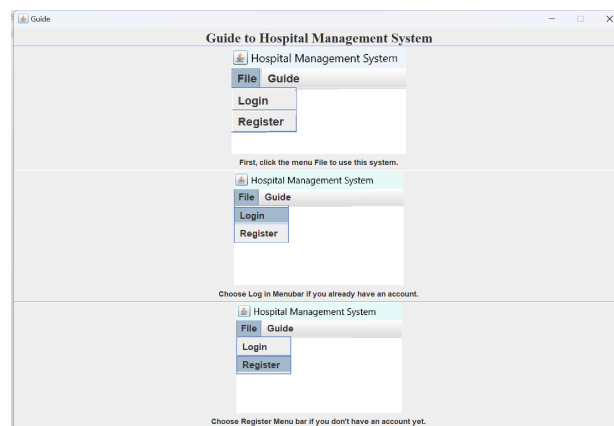 Guide
Guide to Hospital Management System
Hospital Management System
File Guide
Login
Register
First, click the menu File to use this system.
Hospital Management System
File Guide
Login
Register
Choose Log in Menubar if you already have an account.
Hospital Management System
File Guide
Login
Register
Choose Register Menu bar if you don't have an account yet.